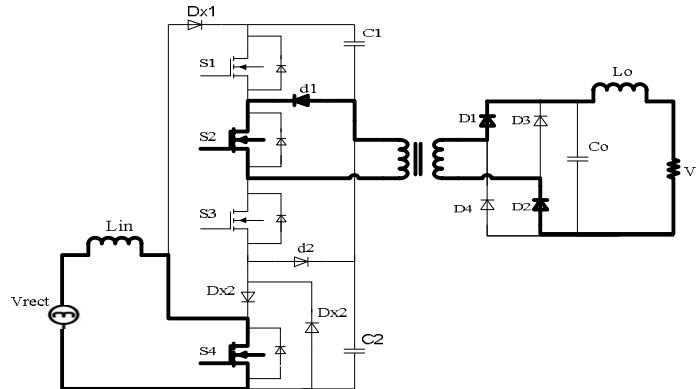 Dx1
C1
S1
d1
Lo
S2
D1
D3
Co
V
S3
D4
D2
Lin
d2
Vrect
Dx2
Dx2
S4
C2